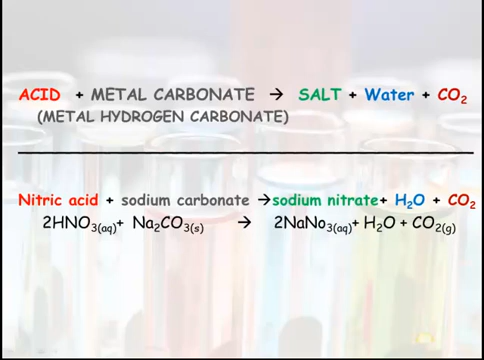 ACID + METAL CARBONATE → SALT + Water + CO₂
(METAL HYDROGEN CARBONATE)
Nitric acid + sodium carbonate → sodium nitrate + H₂O + CO₂
2HNO₃(aq) + Na₂CO₃(s) → 2NaNo₃(aq) + H₂O + CO₂(g)